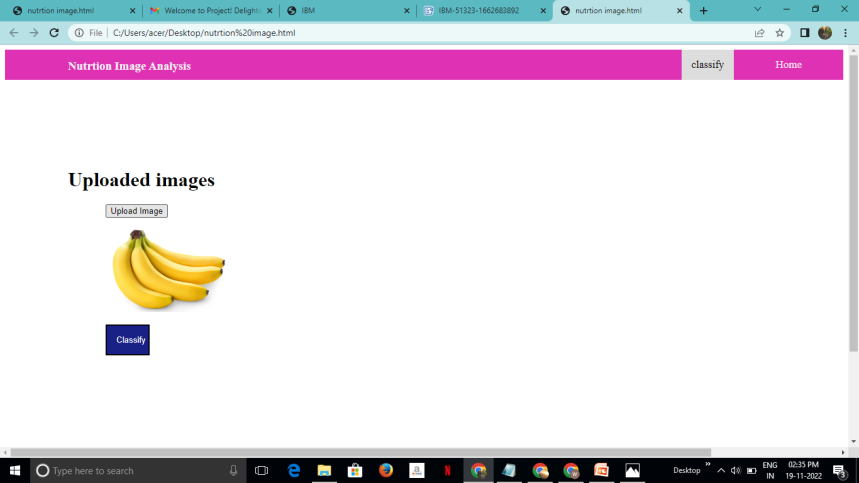 nutrtion image.html
Welcome to Project! Delight
IBM
IBM-51323-1662683892
nutrtion image.html
File
C:/Users/acer/Desktop/nutrtion%20image.html
Nutrtion Image Analysis
classify
Home
Uploaded images
Upload Image
Classify
Type here to search
Desktop
ENG
IN
02:35 PM
19-11-2022
3